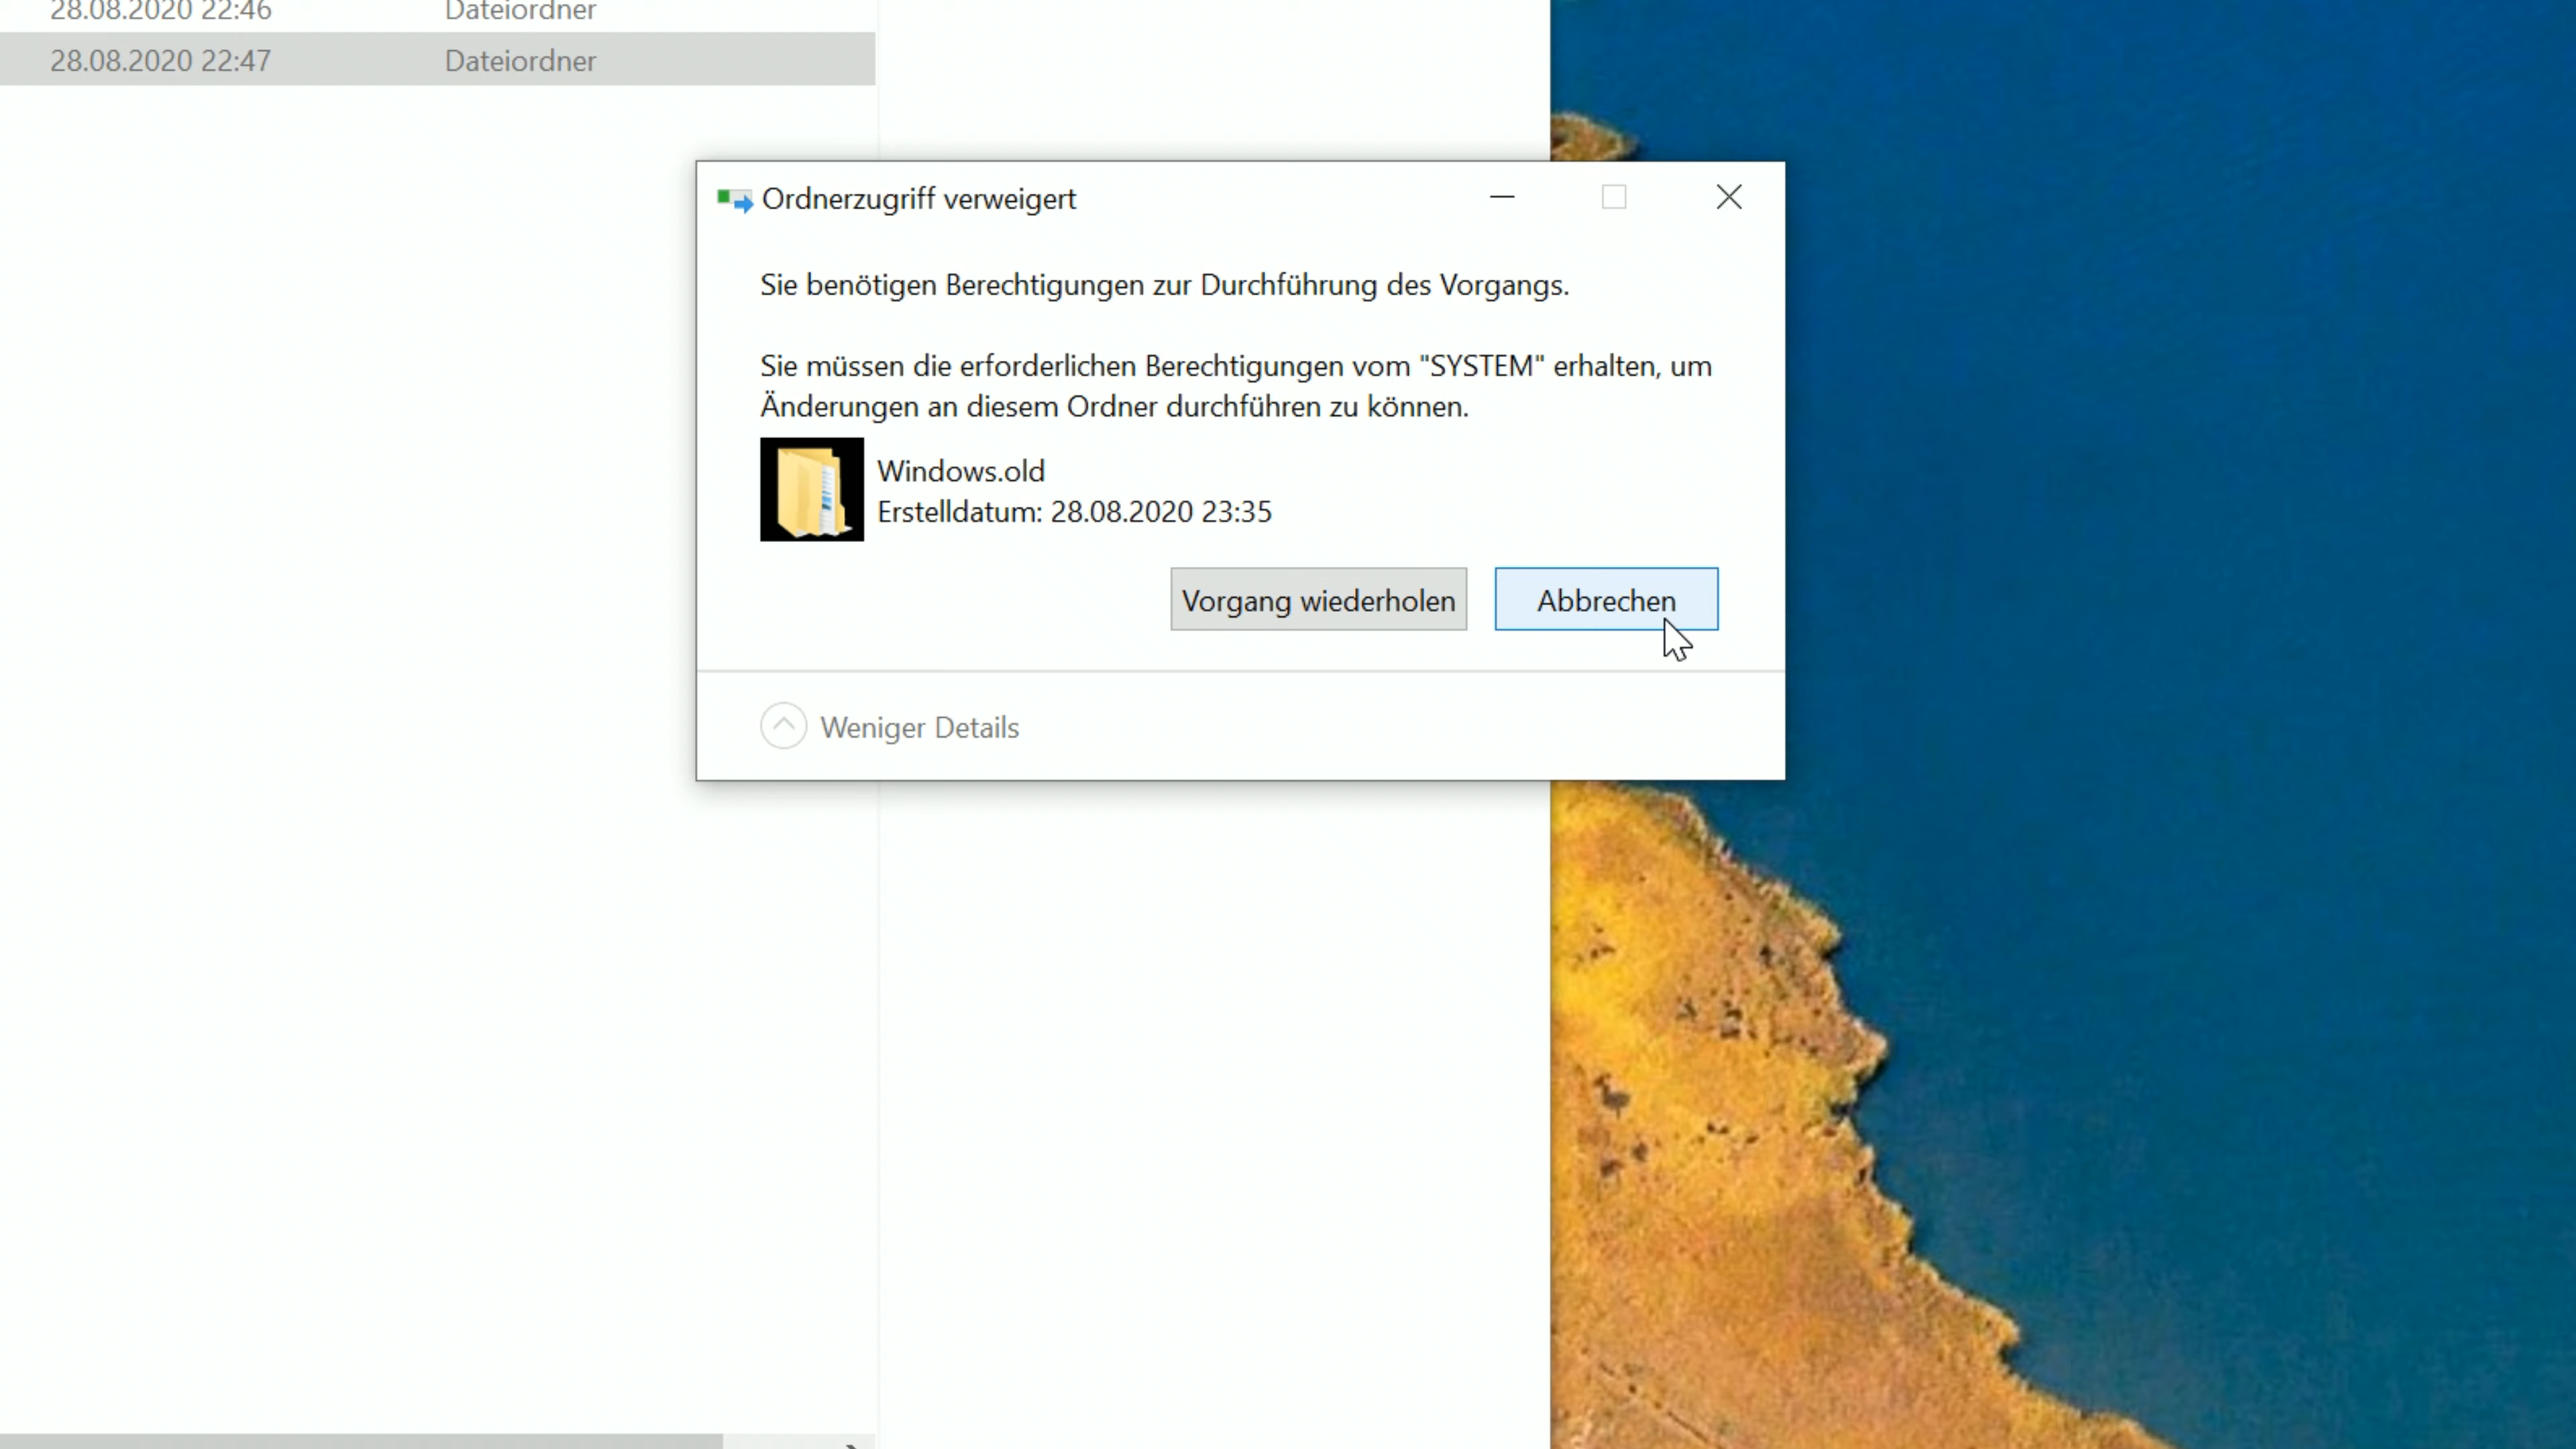 28.08.2020 22:46 Dateiordner
28.08.2020 22:47 Dateiordner
Ordnerzugriff verweigert
Sie benötigen Berechtigungen zur Durchführung des Vorgangs.
Sie müssen die erforderlichen Berechtigungen vom "SYSTEM" erhalten, um
Änderungen an diesem Ordner durchführen zu können.
Windows.old
Erstelldatum: 28.08.2020 23:35
Vorgang wiederholen Abbrechen
Weniger Details